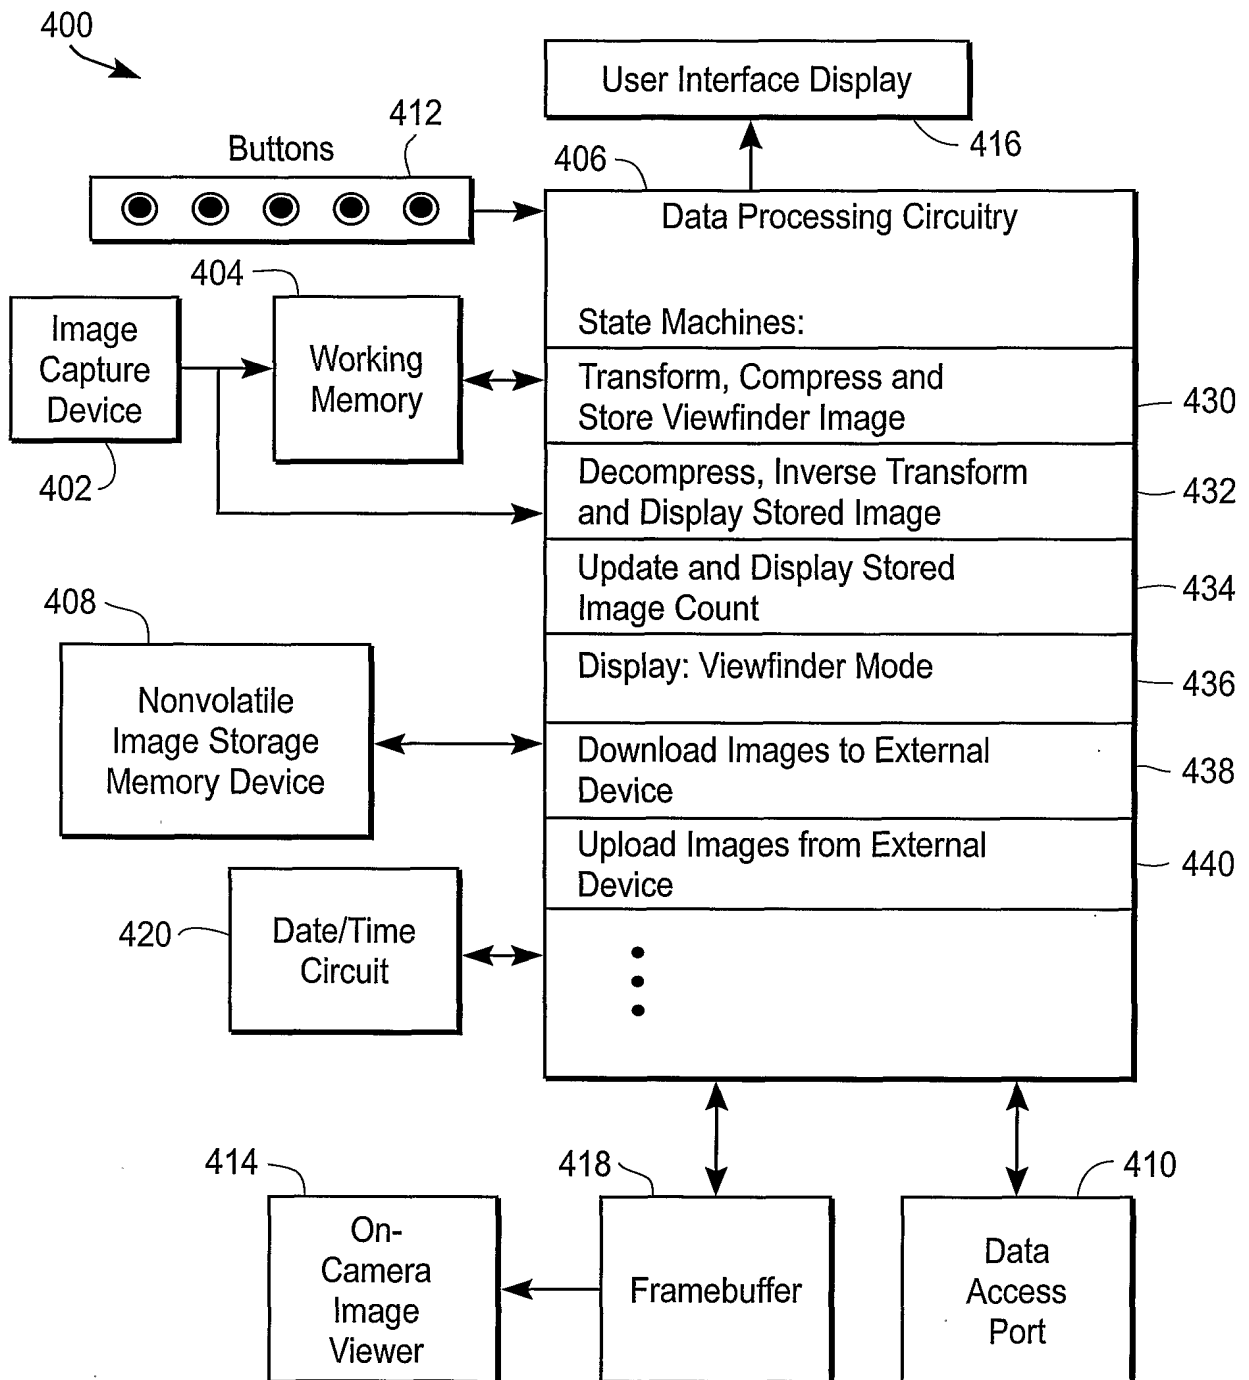 400
User Interface Display
416
412
Buttons
406
Data Processing Circuitry
404
Image
Capture
Device
402
Working
Memory
State Machines:
Transform, Compress and
Store Viewfinder Image
430
Decompress, Inverse Transform
and Display Stored Image
432
Update and Display Stored
Image Count
434
408
Nonvolatile
Image Storage
Memory Device
Display: Viewfinder Mode
436
Download Images to External
Device
438
Upload Images from External
Device
440
420
Date/Time
Circuit
414
On-
Camera
Image
Viewer
418
Framebuffer
410
Data
Access
Port